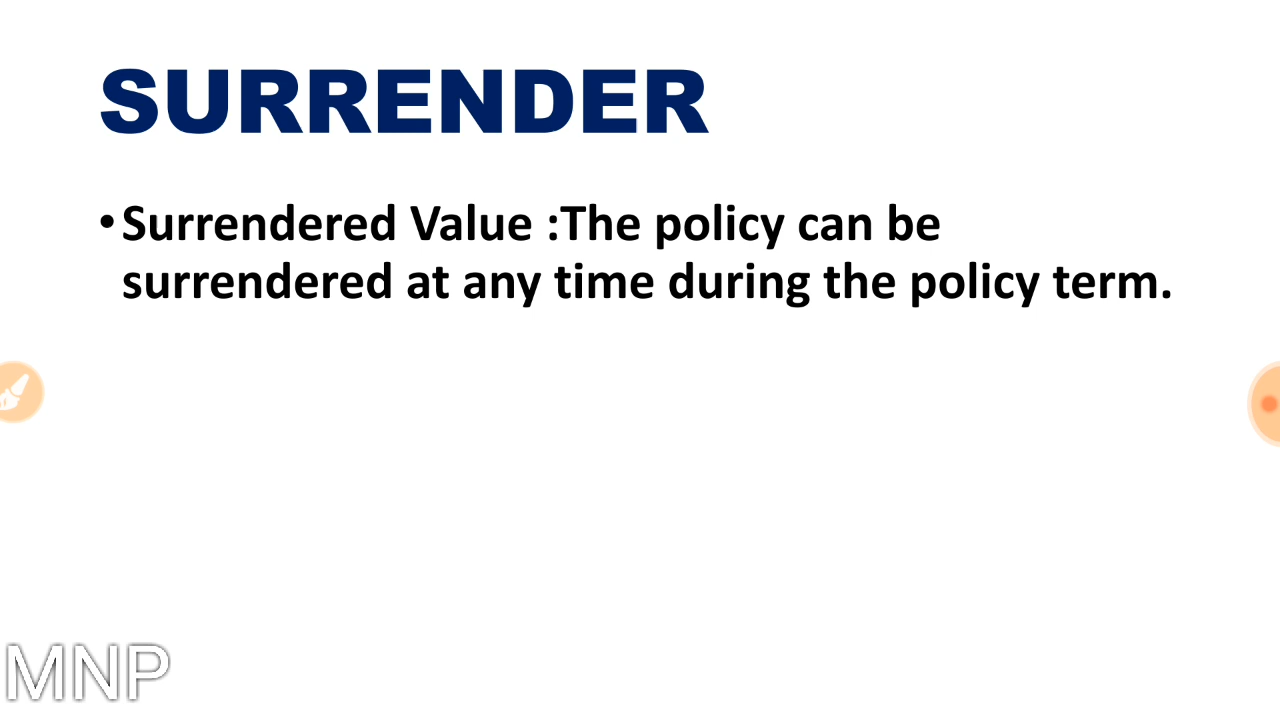 SURRENDER
•Surrendered Value :The policy can be
surrendered at any time during the policy term.
MNP